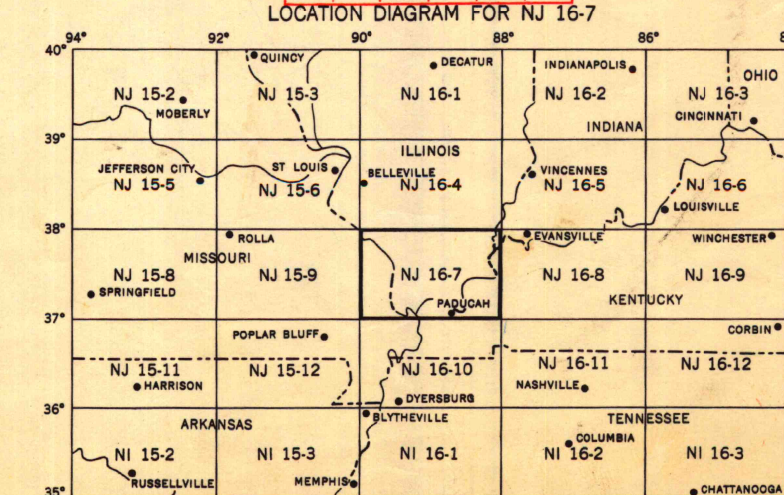 LOCATION DIAGRAM FOR NJ 16-7
94° 92° 90° 88° 86°
40°
QUINCY DECATUR INDIANAPOLIS OHIO
NJ 15-2 NJ 15-3 NJ 16-1 NJ 16-2 NJ 16-3
MOBERLY CINCINNATI
INDIANA
39°
ILLINOIS
JEFFERSON CITY ST LOUIS BELLEVILLE VINCENNES
NJ 15-5 NJ 15-6 NJ 16-4 NJ 16-5 NJ 16-6
LOUISVILLE
38°
ROLLA EVANSVILLE WINCHESTER
MISSOURI
NJ 15-8 NJ 15-9 NJ 16-7 NJ 16-8 NJ 16-9
SPRINGFIELD PADUCAH KENTUCKY
37°
POPLAR BLUFF CORBIN
NJ 15-11 NJ 15-12 NJ 16-10 NJ 16-11 NJ 16-12
HARRISON NASHVILLE
DYERSBURG
36°
BLYTHEVILLE
ARKANSAS TENNESSEE
COLUMBIA
NI 15-2 NI 15-3 NI 16-1 NI 16-2 NI 16-3
RUSSELLVILLE MEMPHIS CHATTANOOGA
35°